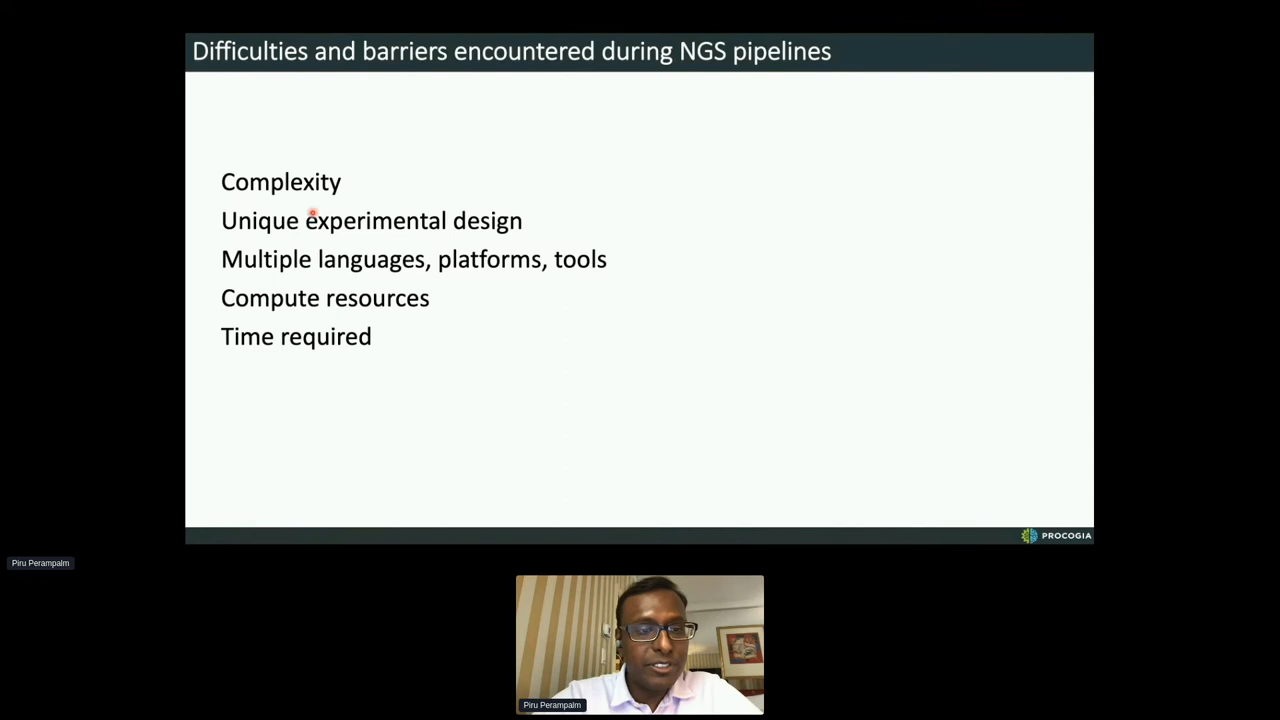 Difficulties and barriers encountered during NGS pipelines
Complexity
Unique experimental design
Multiple languages, platforms, tools
Compute resources
Time required
PROCOGIA
Piru Perampalm
Piru Perampalm